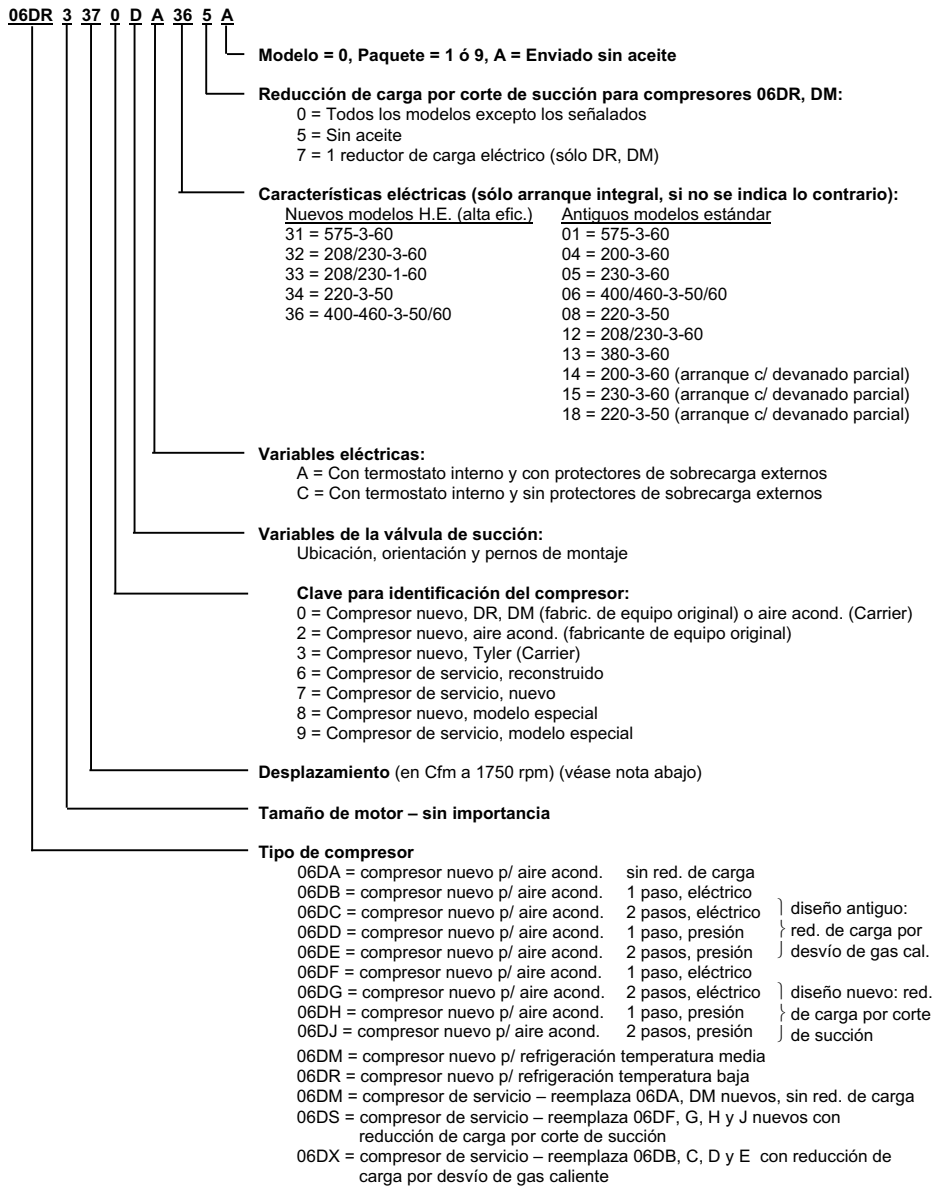 06DR 3 37 0 D A 36 5 A
Modelo = 0, Paquete = 1 ó 9, A = Enviado sin aceite
Reducción de carga por corte de succión para compresores 06DR, DM:
0 = Todos los modelos excepto los señalados
5 = Sin aceite
7 = 1 reductor de carga eléctrico (sólo DR, DM)
Características eléctricas (sólo arranque integral, si no se indica lo contrario):
Nuevos modelos H.E. (alta efic.) Antiguos modelos estándar
31 = 575-3-60 01 = 575-3-60
32 = 208/230-3-60 04 = 200-3-60
33 = 208/230-1-60 05 = 230-3-60
34 = 220-3-50 06 = 400/460-3-50/60
36 = 400-460-3-50/60 08 = 220-3-50
12 = 208/230-3-60
13 = 380-3-60
14 = 200-3-60 (arranque c/ devanado parcial)
15 = 230-3-60 (arranque c/ devanado parcial)
18 = 220-3-50 (arranque c/ devanado parcial)
Variables eléctricas:
A = Con termostato interno y con protectores de sobrecarga externos
C = Con termostato interno y sin protectores de sobrecarga externos
Variables de la válvula de succión:
Ubicación, orientación y pernos de montaje
Clave para identificación del compresor:
0 = Compresor nuevo, DR, DM (fabric. de equipo original) o aire acond. (Carrier)
2 = Compresor nuevo, aire acond. (fabricante de equipo original)
3 = Compresor nuevo, Tyler (Carrier)
6 = Compresor de servicio, reconstruido
7 = Compresor de servicio, nuevo
8 = Compresor nuevo, modelo especial
9 = Compresor de servicio, modelo especial
Desplazamiento (en Cfm a 1750 rpm) (véase nota abajo)
Tamaño de motor – sin importancia
Tipo de compresor
06DA = compresor nuevo p/ aire acond. sin red. de carga
06DB = compresor nuevo p/ aire acond. 1 paso, eléctrico
06DC = compresor nuevo p/ aire acond. 2 pasos, eléctrico diseño antiguo:
06DD = compresor nuevo p/ aire acond. 1 paso, presión red. de carga por
06DE = compresor nuevo p/ aire acond. 2 pasos, presión desvío de gas cal.
06DF = compresor nuevo p/ aire acond. 1 paso, eléctrico
06DG = compresor nuevo p/ aire acond. 2 pasos, eléctrico diseño nuevo: red.
06DH = compresor nuevo p/ aire acond. 1 paso, presión de carga por corte
06DJ = compresor nuevo p/ aire acond. 2 pasos, presión de succión
06DM = compresor nuevo p/ refrigeración temperatura media
06DR = compresor nuevo p/ refrigeración temperatura baja
06DM = compresor de servicio – reemplaza 06DA, DM nuevos, sin red. de carga
06DS = compresor de servicio – reemplaza 06DF, G, H y J nuevos con
reducción de carga por corte de succión
06DX = compresor de servicio – reemplaza 06DB, C, D y E con reducción de
carga por desvío de gas caliente